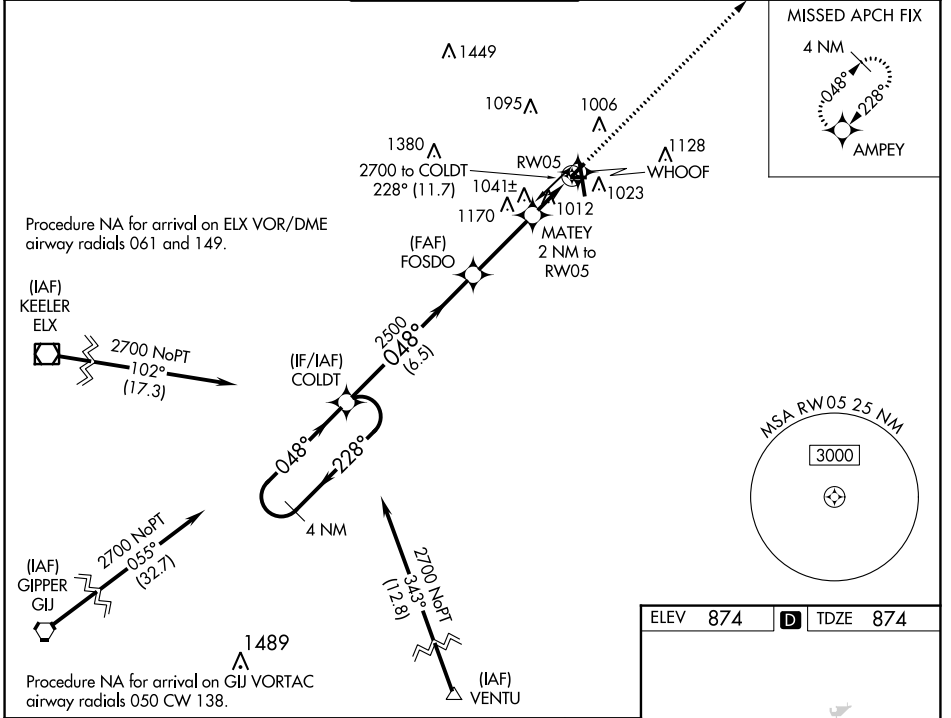 MISSED APCH FIX
4 NM
048°
228°
AMPEY
1449
1095
1006
1380
2700 to COLDT
228° (11.7)
RW05
1128
WHOOF
1041±
1023
1170
1012
MATEY
2 NM to
RW05
Procedure NA for arrival on ELX VOR/DME
airway radials 061 and 149.
(FAF)
FOSDO
(IAF)
KEELER
ELX
2700 NoPT
102°
(17.3)
2500
048°
(6.5)
(IF/IAF)
COLDT
048°
228°
4 NM
MSA RW05 25 NM
3000
(IAF)
GIPPER
GIJ
2700 NoPT
055°
(32.7)
2700 NoPT
343°
(12.8)
(IAF)
VENTU
1489
Procedure NA for arrival on GIJ VORTAC
airway radials 050 CW 138.
ELEV 874 D TDZE 874